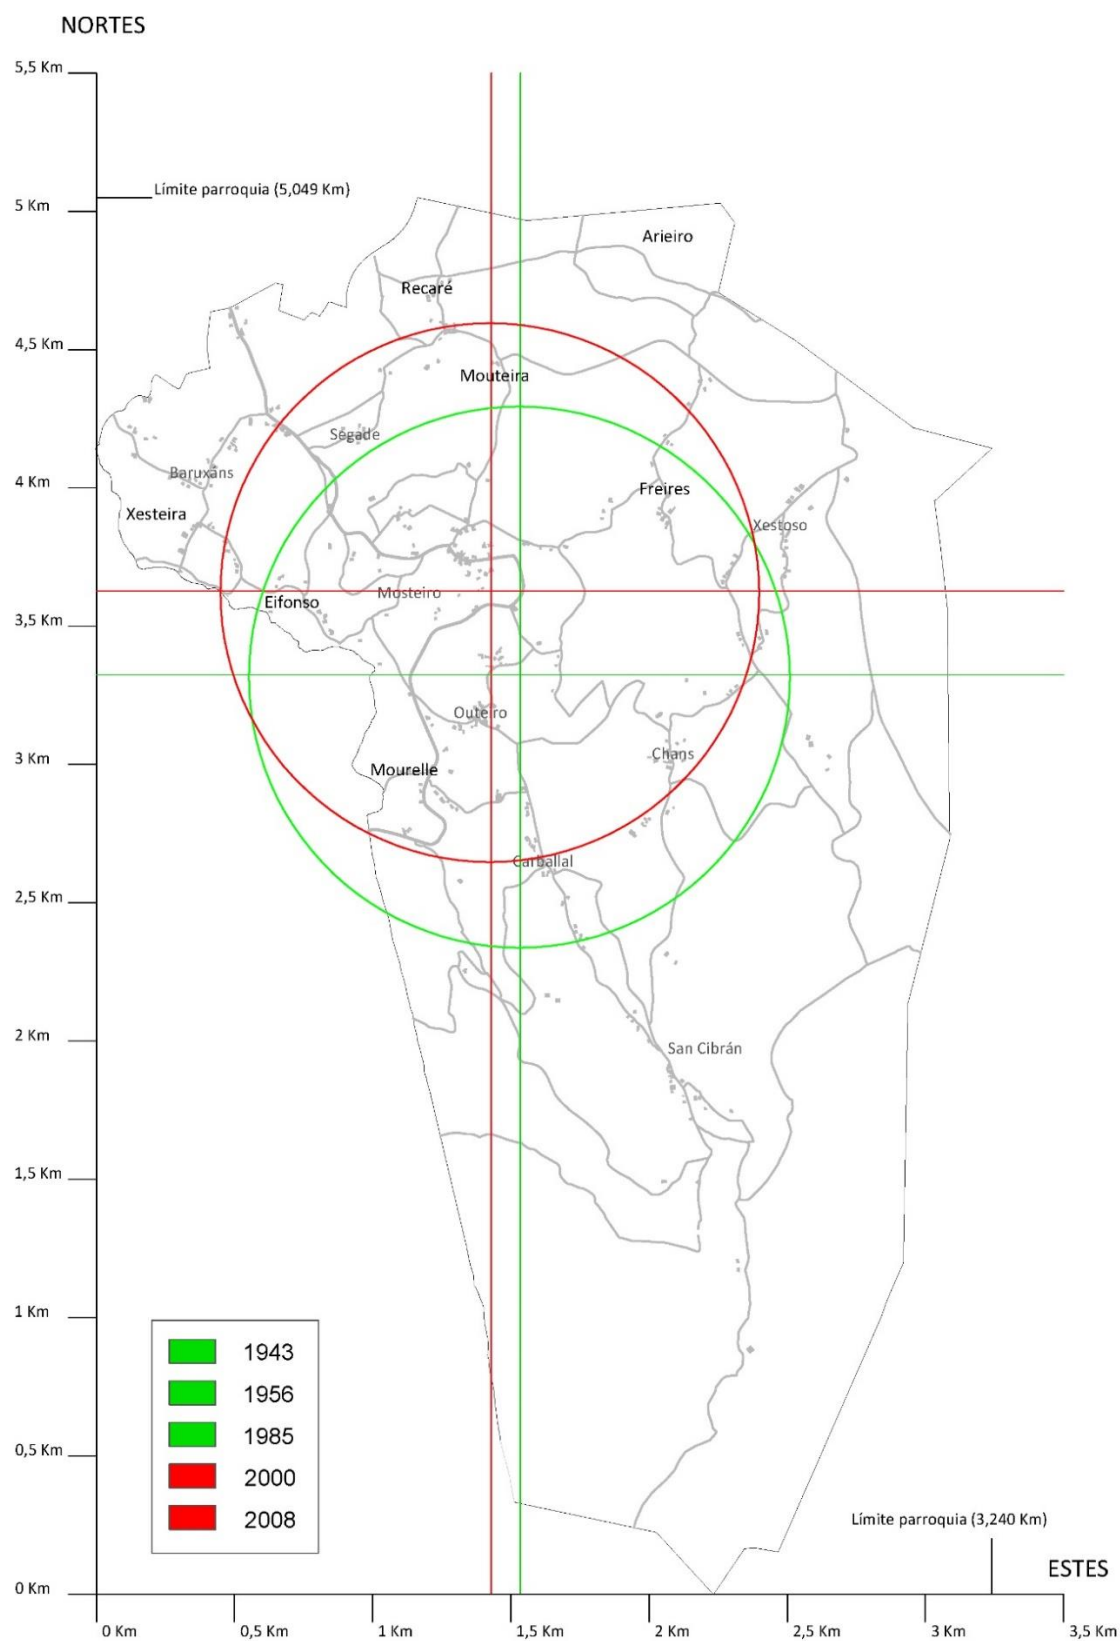 NORTES
5,5 Km
Límite parroquia (5,049 Km)
5 Km
Arieiro
Recaré
4,5 Km
Mouteira
Segade
Baruxáns
4 Km
Freires
Xesteira
Xestoso
Mosteiro
Eifonso
3,5 Km
Outeiro
Chans
3 Km
Mourelle
Carballal
2,5 Km
2 Km
San Cibrán
1,5 Km
1 Km
1943
1956
1985
2000
2008
0,5 Km
Límite parroquia (3,240 Km)
ESTES
0 Km
0 Km
0,5 Km
1 Km
1,5 Km
2 Km
2,5 Km
3 Km
3,5 Km